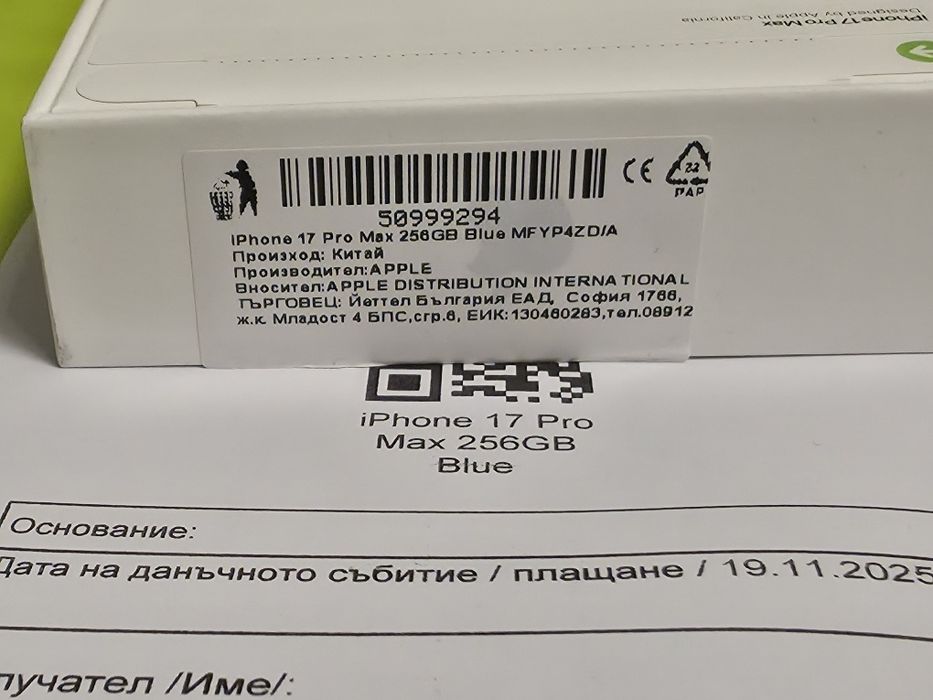 iPhone 17 Pro Max
Designed by Apple in California
50999294
iPhone 17 Pro Max 256GB Blue MFYP4ZD/A
Произход: Китай
Производител:APPLE
Вносител:APPLE DISTRIBUTION INTERNATIONAL
ТЪРГОВЕЦ: Йеттел България ЕАД, София 1766,
ж.к. Младост 4 БПС,сгр.6, ЕИК:130460283,тел.08912
CE
22
PAP
iPhone 17 Pro
Max 256GB
Blue
Основание:
Дата на данъчното събитие / плащане / 19.11.2025
лучател /Име/: